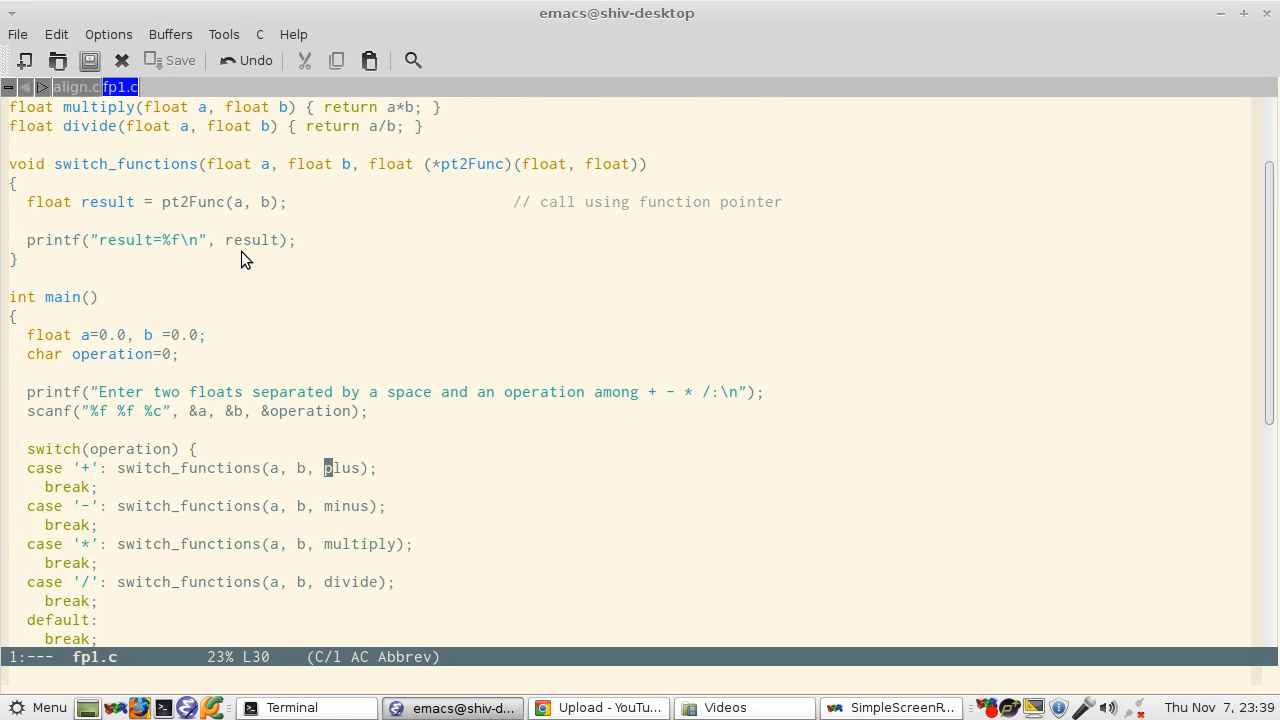 emacs@shiv-desktop
File Edit Options Buffers Tools C Help
Save Undo
align.c fp1.c
float multiply(float a, float b) { return a*b; }
float divide(float a, float b) { return a/b; }
void switch_functions(float a, float b, float (*pt2Func)(float, float))
{
float result = pt2Func(a, b); // call using function pointer
printf("result=%f\n", result);
}
int main()
{
float a=0.0, b =0.0;
char operation=0;
printf("Enter two floats separated by a space and an operation among + - * /:\n");
scanf("%f %f %c", &a, &b, &operation);
switch(operation) {
case '+': switch_functions(a, b, plus);
break;
case '-': switch_functions(a, b, minus);
break;
case '*': switch_functions(a, b, multiply);
break;
case '/': switch_functions(a, b, divide);
break;
default:
break;
1:--- fp1.c 23% L30 (C/l AC Abbrev)
Menu Terminal emacs@shiv-d... Upload - YouTu... Videos SimpleScreenR... Thu Nov 7, 23:39